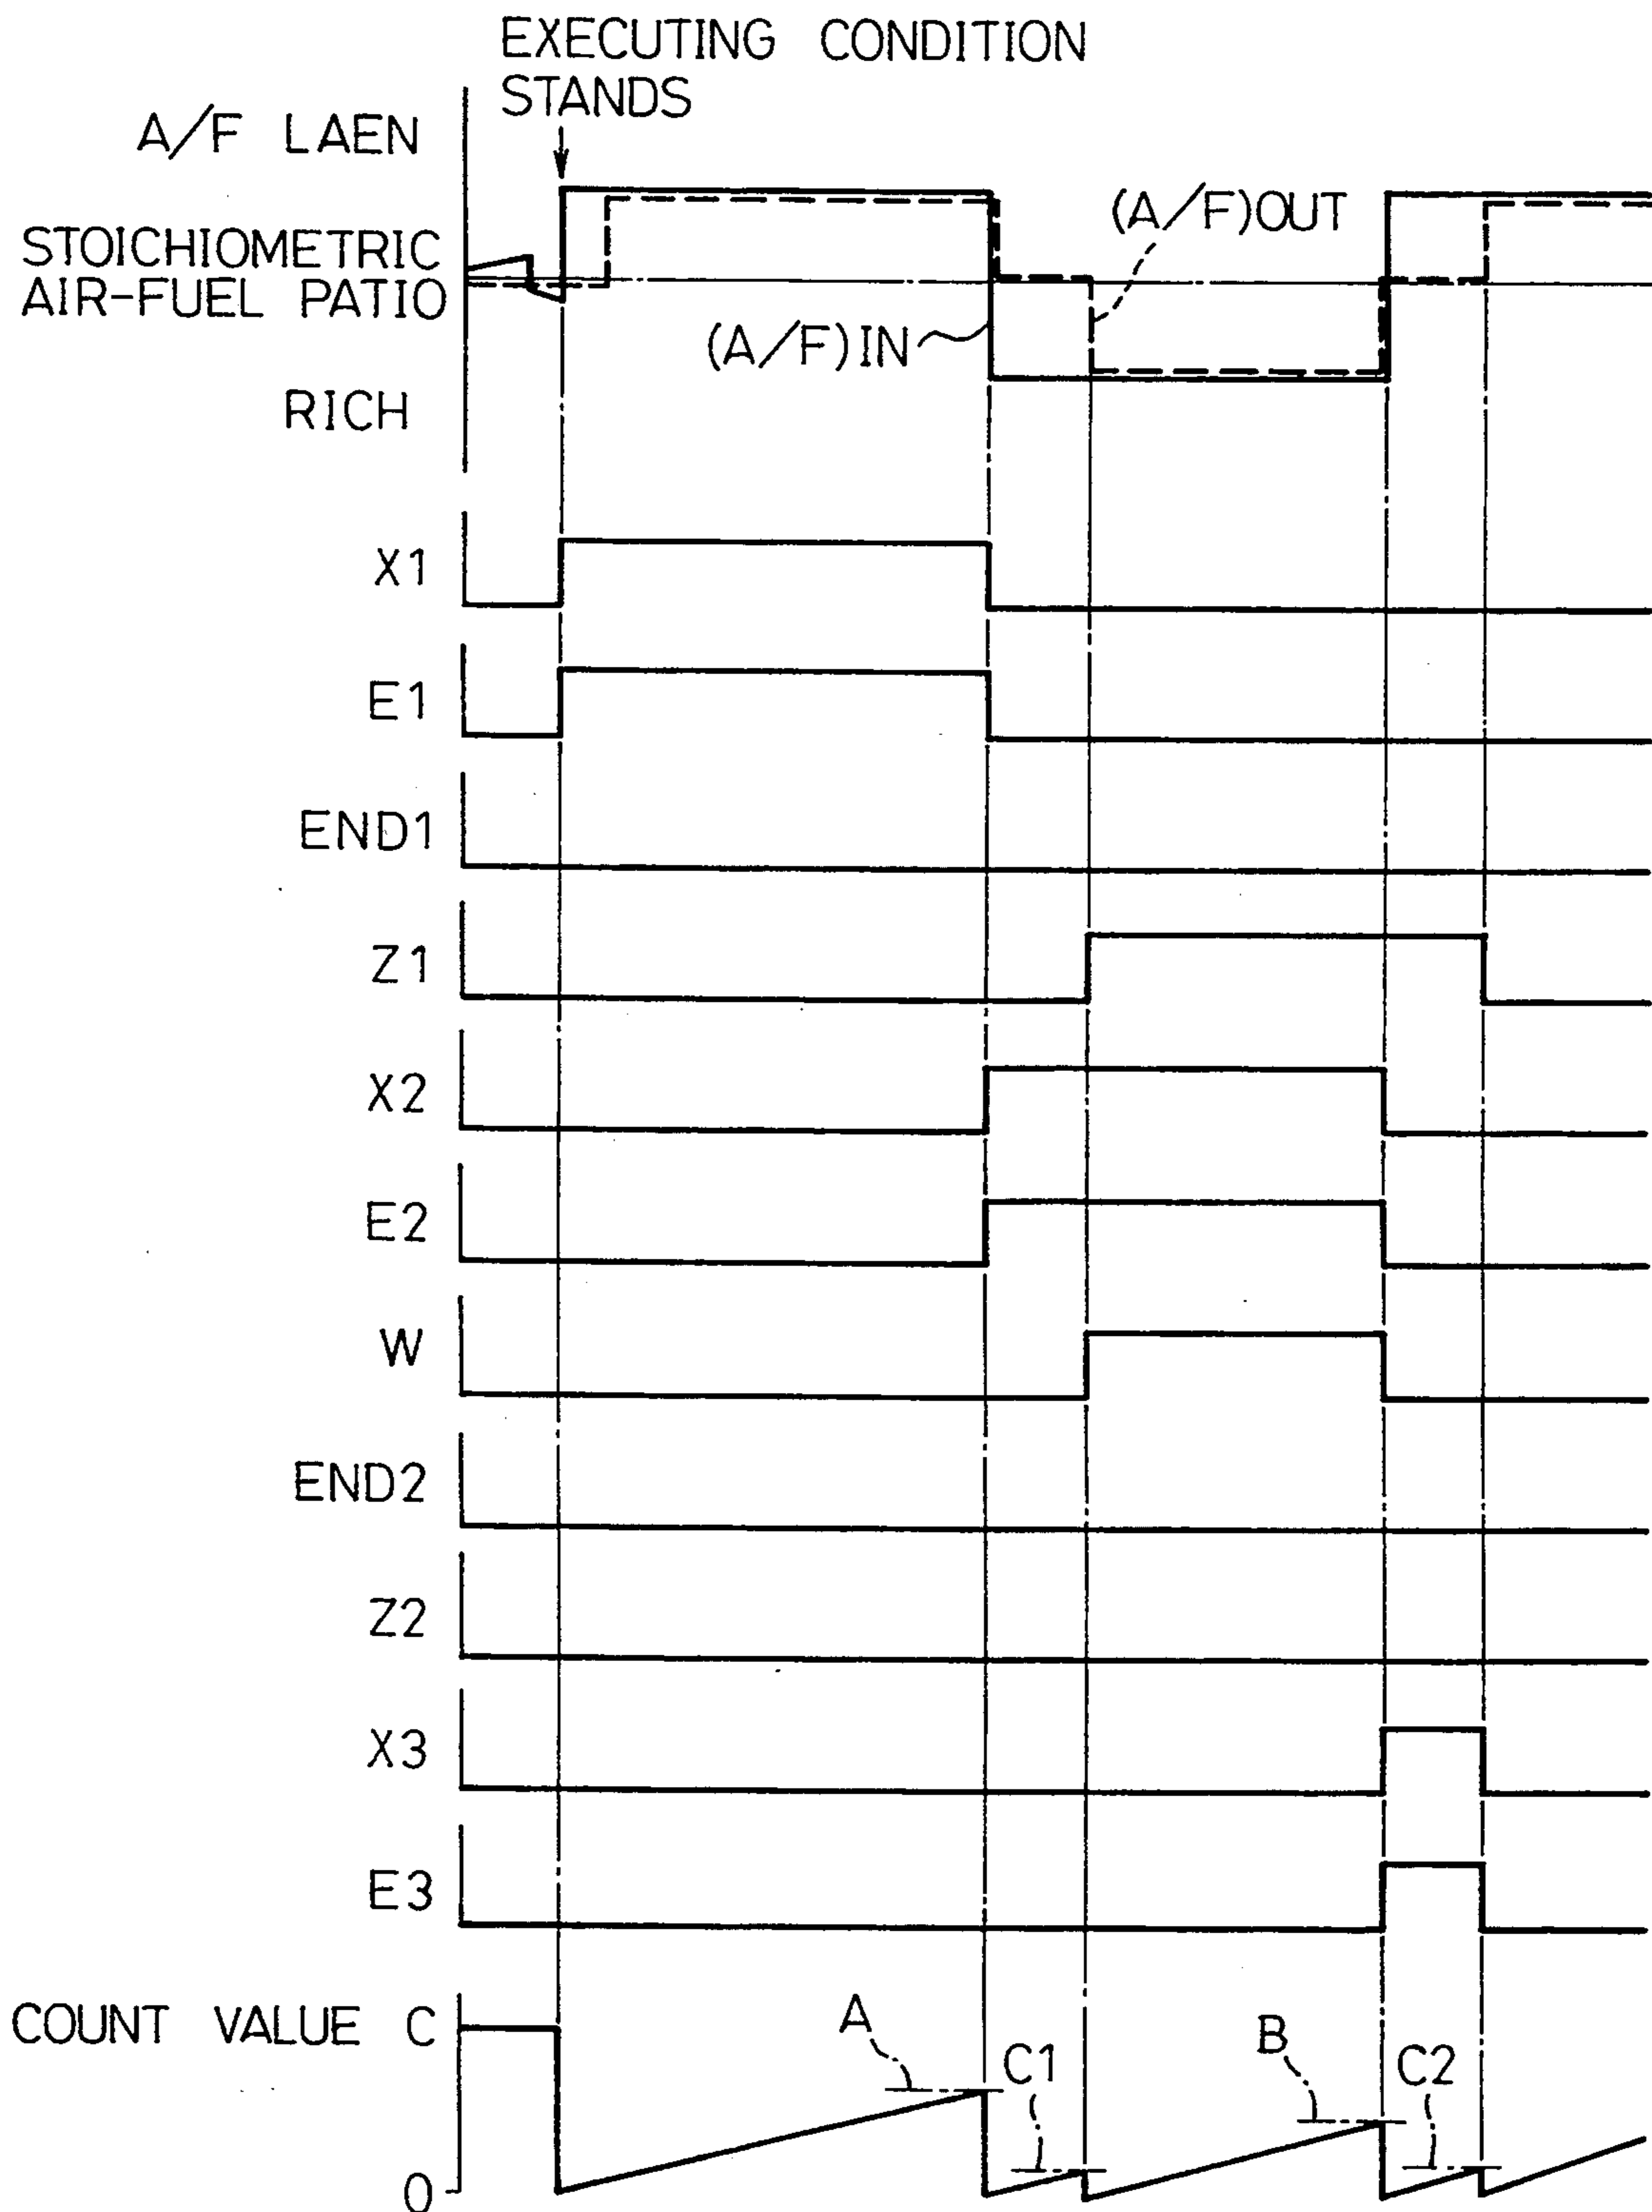 EXECUTING CONDITION
STANDS
A/F LAEN
STOICHIOMETRIC
AIR-FUEL PATIO
(A/F)OUT
(A/F)IN
RICH
X1
E1
END1
Z1
X2
E2
W
END2
Z2
X3
E3
COUNT VALUE C
A
C1
B
C2
0